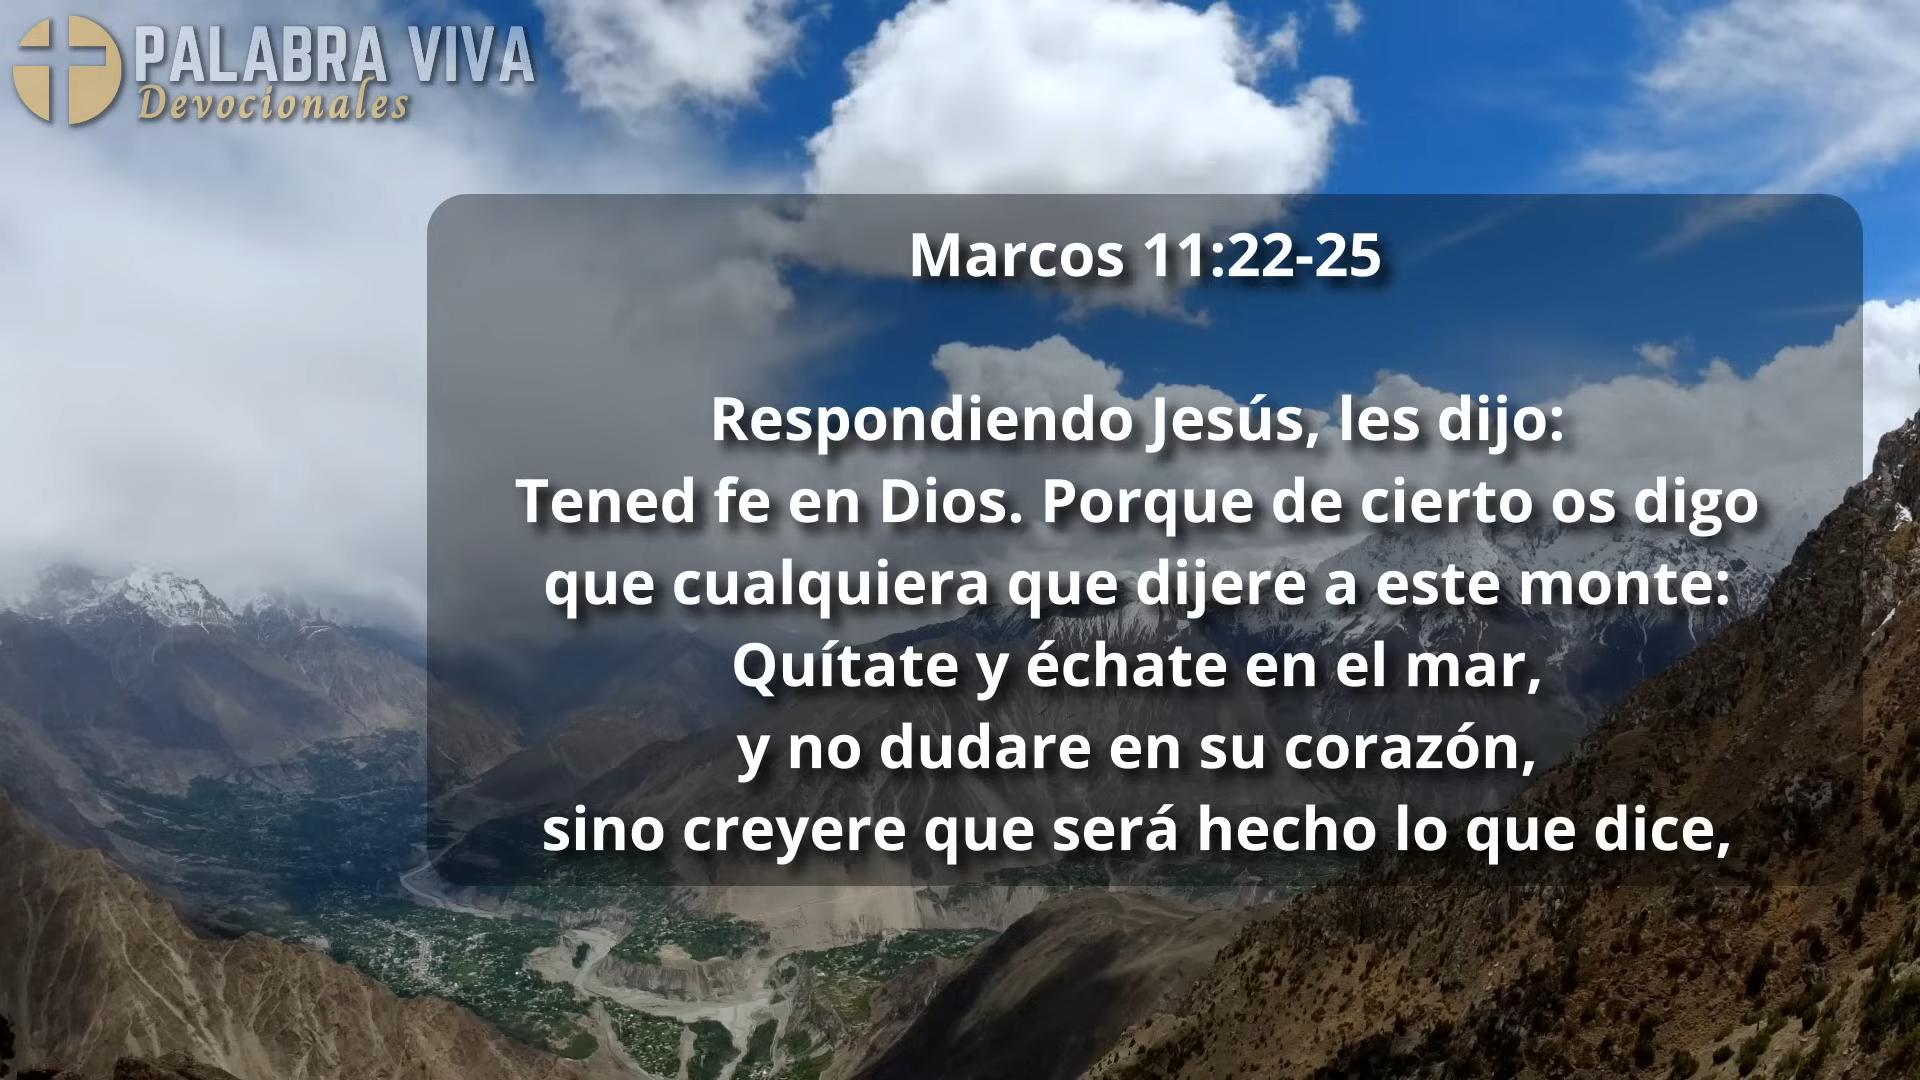 PALABRA VIVA
Devocionales
Marcos 11:22-25
Respondiendo Jesús, les dijo:
Tened fe en Dios. Porque de cierto os digo
que cualquiera que dijere a este monte:
Quítate y échate en el mar,
y no dudare en su corazón,
sino creyere que será hecho lo que dice,